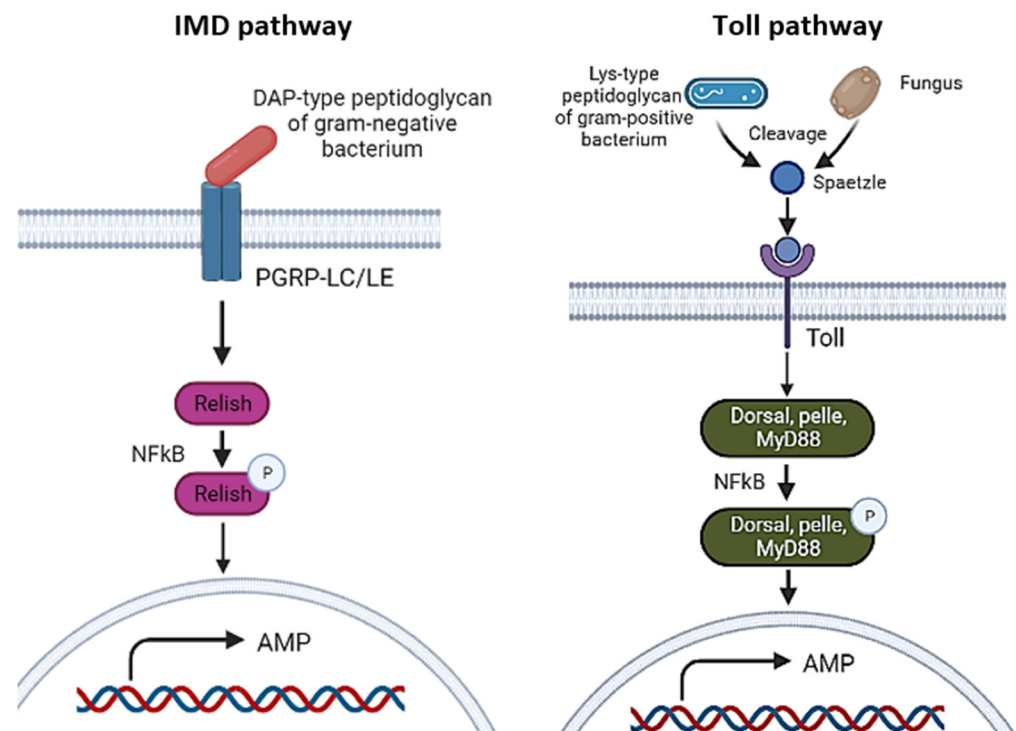 IMD pathway
DAP-type peptidoglycan
of gram-negative
bacterium
PGRP-LC/LE
Relish
NFkB
P
Relish
AMP
Toll pathway
Lys-type
peptidoglycan
of gram-positive
bacterium
Fungus
Cleavage
Spaetzle
Toll
Dorsal, pelle,
MyD88
NFkB
P
Dorsal, pelle,
MyD88
AMP